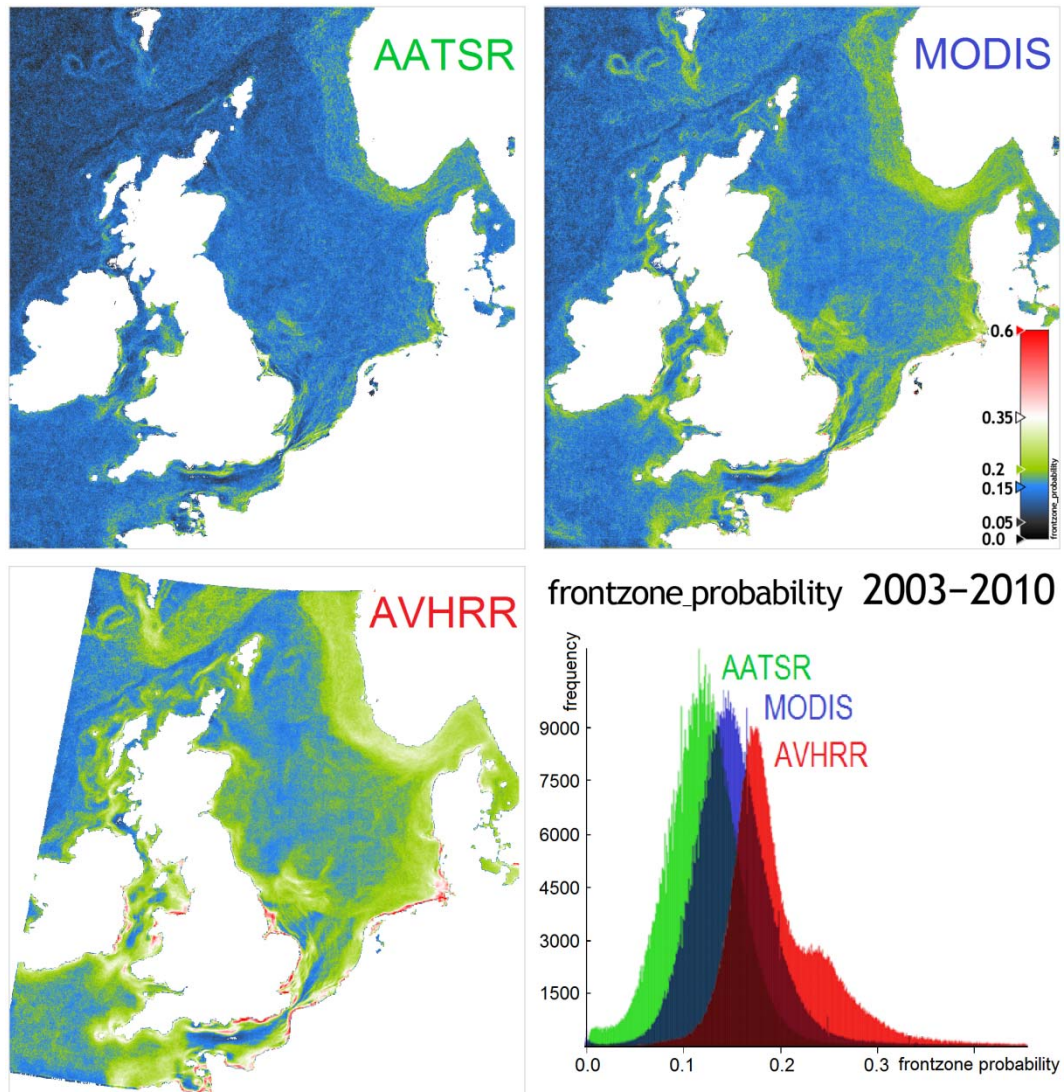 AATSR
MODIS
0.6
0.35
0.2
0.15
0.05
0.0
frontzone_probability
AVHRR
frontzone_probability 2003–2010
frequency
AATSR
MODIS
AVHRR
9000
7500
6000
4500
3000
1500
0.0
0.1
0.2
0.3
frontzone probability